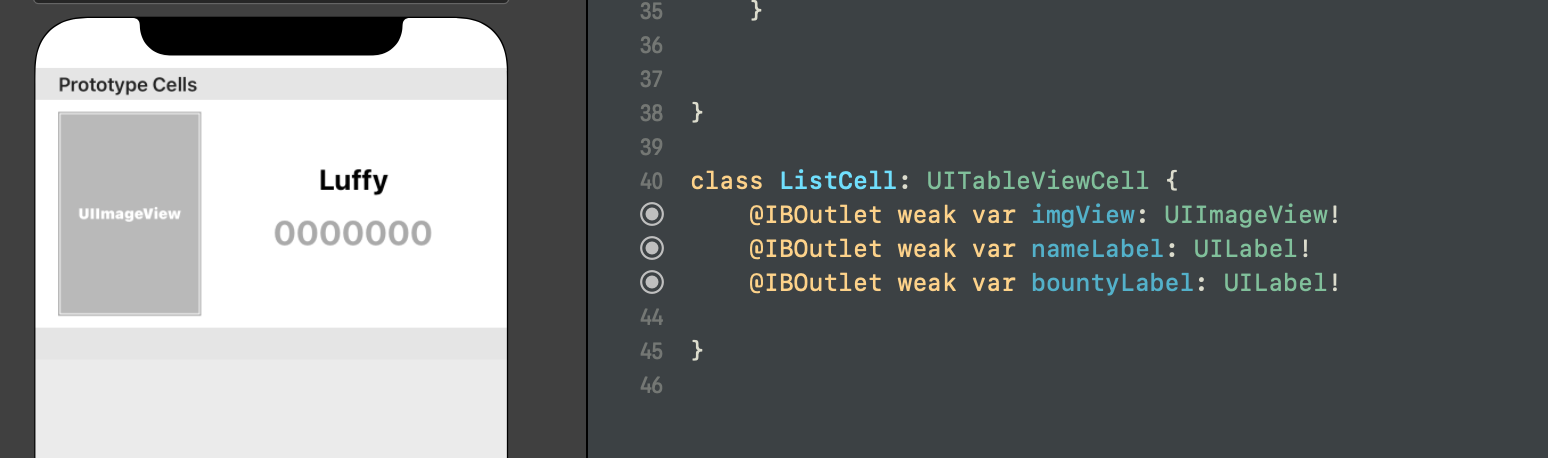 Prototype Cells
UIImageView
Luffy
0000000
35 }
36
37
38 }
39
40 class ListCell: UITableViewCell {
@IBOutlet weak var imgView: UIImageView!
@IBOutlet weak var nameLabel: UILabel!
@IBOutlet weak var bountyLabel: UILabel!
44
45 }
46